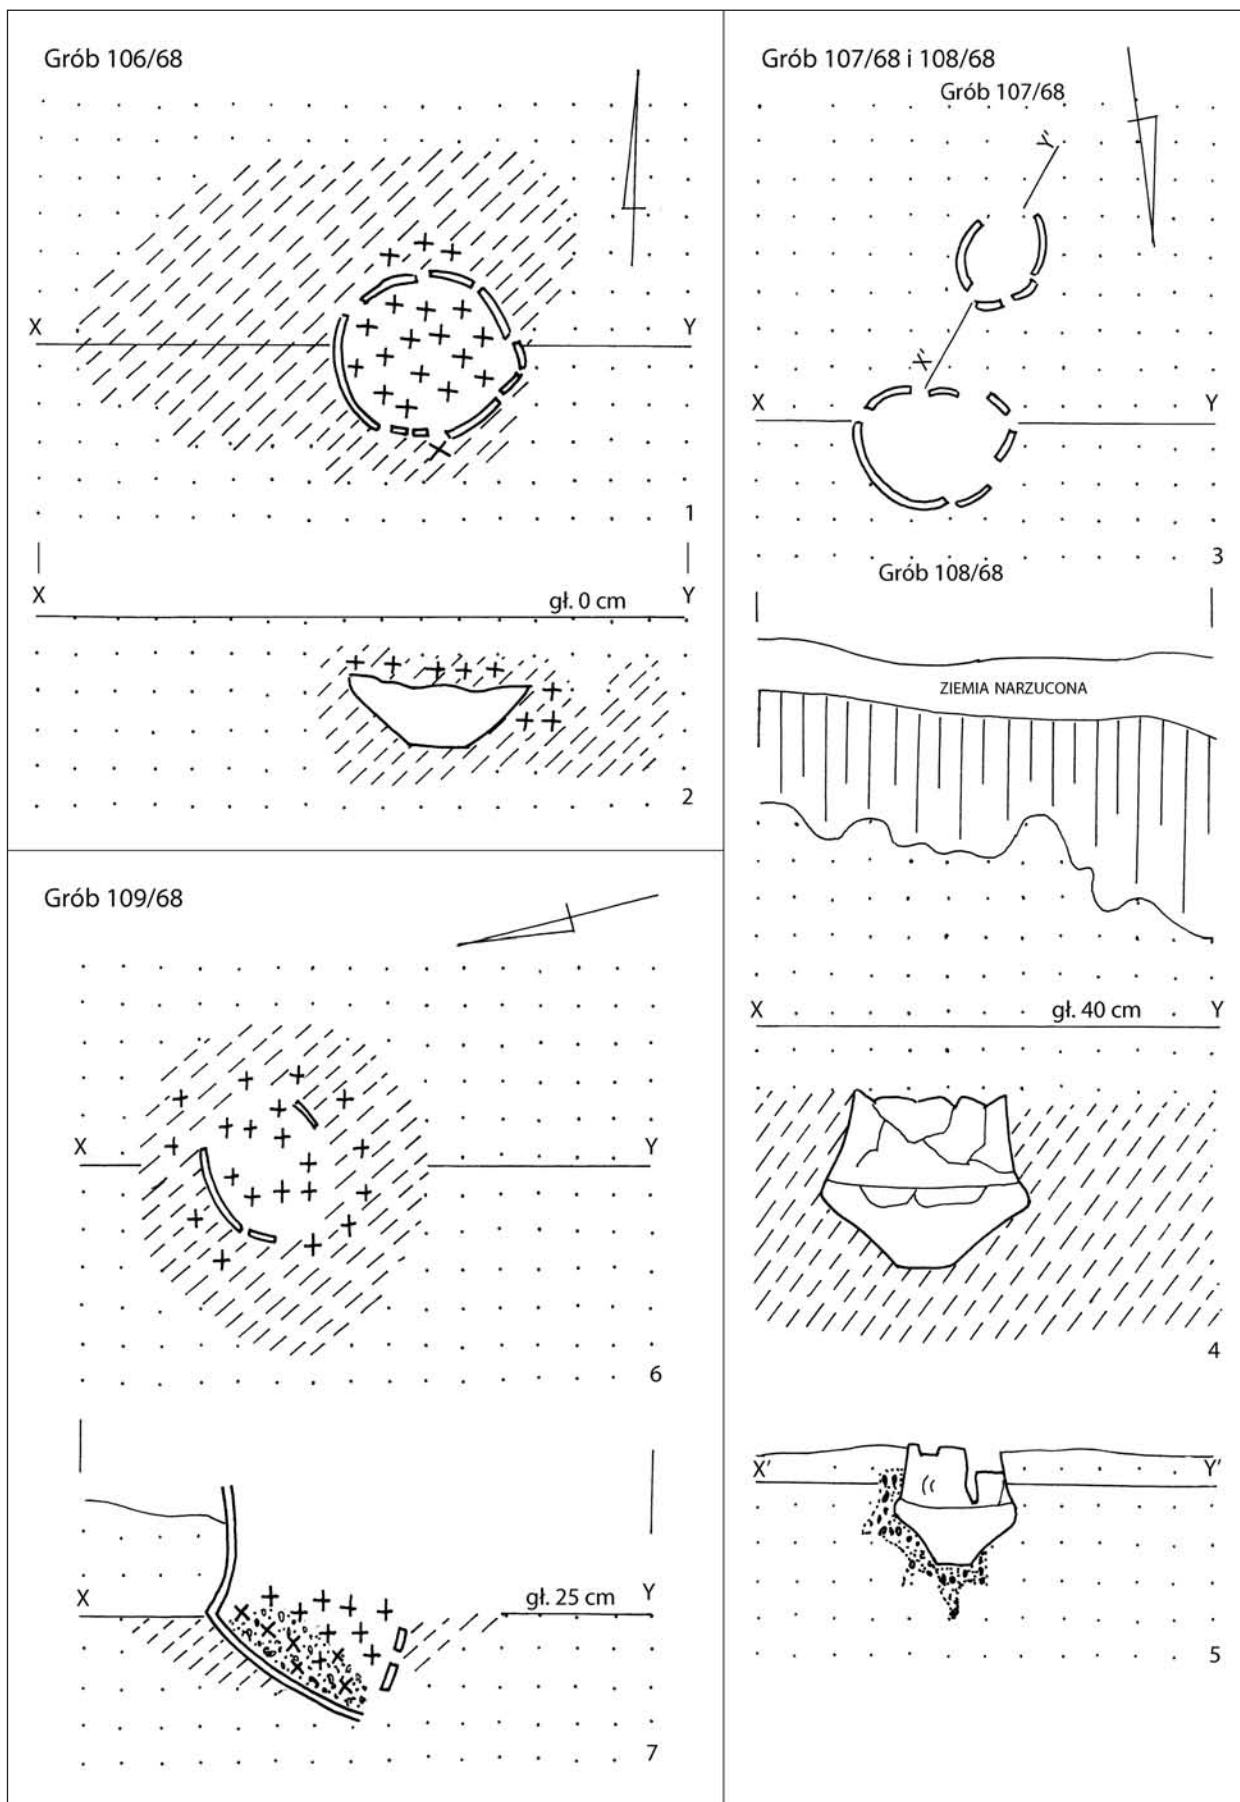 Grób 106/68
X Y
1
X Y
gł. 0 cm
2
Grób 107/68 i 108/68
Grób 107/68
Y'
X'
X Y
3
Grób 108/68
ZIEMIA NARZUCONA
X gł. 40 cm Y
4
X' Y'
5
Grób 109/68
X Y
6
X gł. 25 cm Y
7